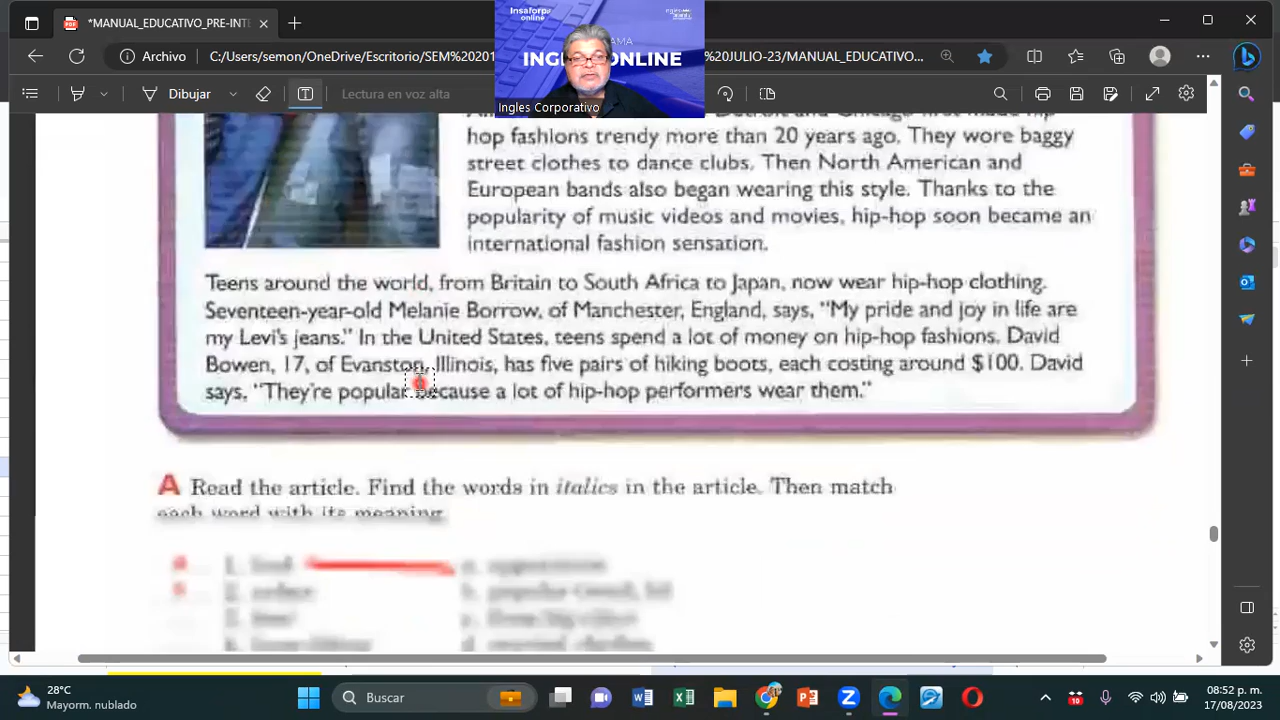 *MANUAL_EDUCATIVO_PRE-INTE
Insaforp
online
INGL
ONLINE
Ingles Corporativo
Archivo
C:/Users/semon/OneDrive/Escritorio/SEM%201
%20JULIO-23/MANUAL_EDUCATIVO...
Dibujar
Lectura en voz alta
hop fashions trendy more than 20 years ago. They wore baggy
street clothes to dance clubs. Then North American and
European bands also began wearing this style. Thanks to the
popularity of music videos and movies, hip-hop soon became an
international fashion sensation.
Teens around the world, from Britain to South Africa to Japan, now wear hip-hop clothing.
Seventeen-year-old Melanie Borrow, of Manchester, England, says, "My pride and joy in life are
my Levi's jeans." In the United States, teens spend a lot of money on hip-hop fashions. David
Bowen, 17, of Evanston, Illinois, has five pairs of hiking boots, each costing around $100. David
says, "They're popular because a lot of hip-hop performers wear them."
A Read the article. Find the words in italics in the article. Then match
each word with its meaning.
28°C
Mayorm. nublado
Buscar
08:52 p. m.
17/08/2023